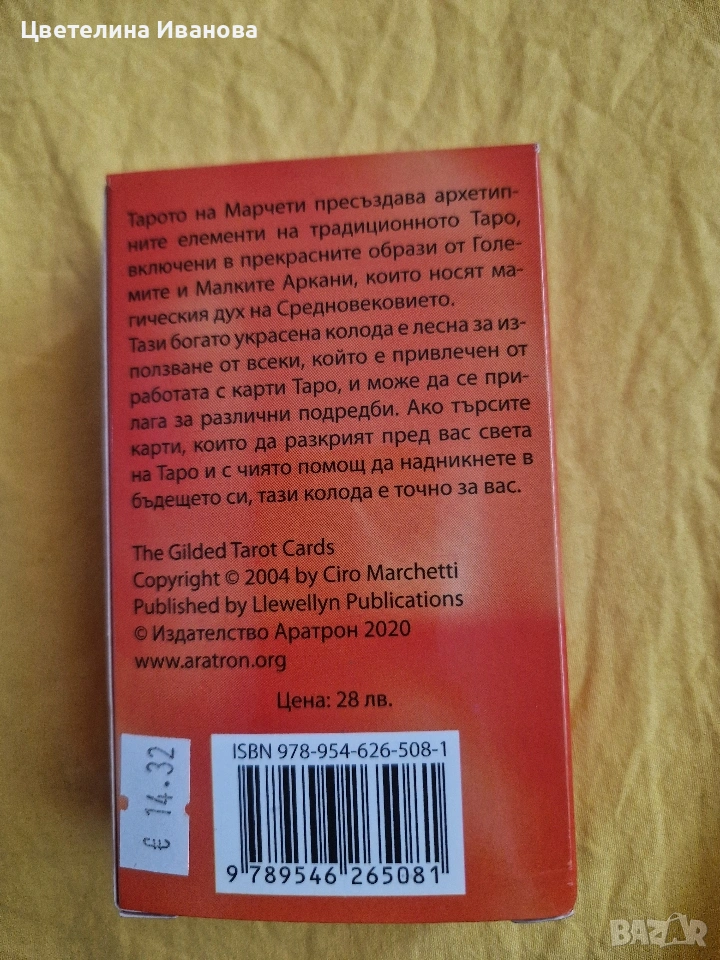 Цветелина Иванова
Тарото на Марчети пресъздава архетип-
ните елементи на традиционното Таро,
включени в прекрасните образи от Голе-
мите и Малките Аркани, които носят ма-
гическия дух на Средновековието.
Тази богато украсена колода е лесна за из-
ползване от всеки, който е привлечен от
работата с карти Таро, и може да се при-
лага за различни подредби. Ако търсите
карти, които да разкрият пред вас света
на Таро и с чиято помощ да надникнете в
бъдещето си, тази колода е точно за вас.
The Gilded Tarot Cards
Copyright © 2004 by Ciro Marchetti
Published by Llewellyn Publications
© Издателство Аратрон 2020
www.aratron.org
Цена: 28 лв.
€ 14.32
ISBN 978-954-626-508-1
9 789546 265081
BAZAR